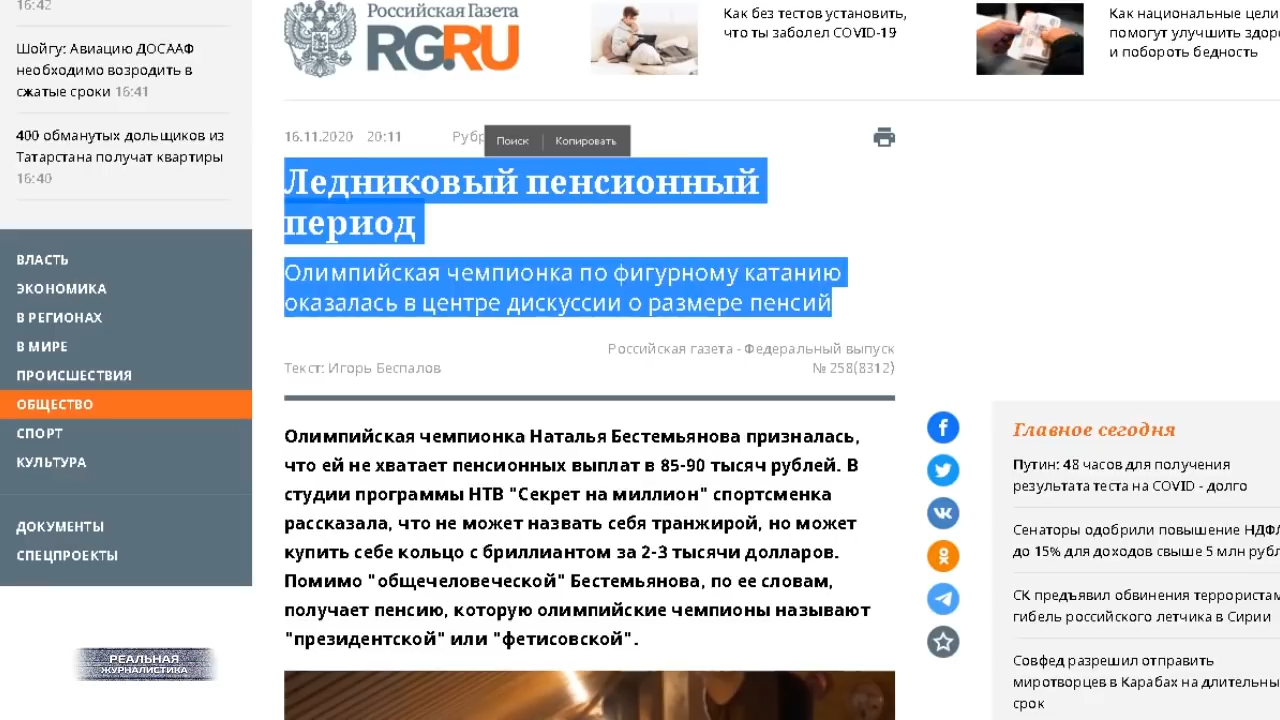 16:42
Шойгу: Авиацию ДОСААФ
необходимо возродить в
сжатые сроки 16:41
400 обманутых дольщиков из
Татарстана получат квартиры
16:40
ВЛАСТЬ
ЭКОНОМИКА
В РЕГИОНАХ
В МИРЕ
ПРОИСШЕСТВИЯ
ОБЩЕСТВО
СПОРТ
КУЛЬТУРА
ДОКУМЕНТЫ
СПЕЦПРОЕКТЫ
РЕАЛЬНАЯ
ЖУРНАЛИСТИКА
Российская Газета
RG.RU
Как без тестов установить,
что ты заболел COVID-19
Как национальные цели
помогут улучшить здоро
и побороть бедность
16.11.2020 20:11 Рубр
Поиск Копировать
Ледниковый пенсионный
период
Олимпийская чемпионка по фигурному катанию
оказалась в центре дискуссии о размере пенсий
Российская газета - Федеральный выпуск
Текст: Игорь Беспалов № 258(8312)
Олимпийская чемпионка Наталья Бестемьянова призналась,
что ей не хватает пенсионных выплат в 85-90 тысяч рублей. В
студии программы НТВ "Секрет на миллион" спортсменка
рассказала, что не может назвать себя транжирой, но может
купить себе кольцо с бриллиантом за 2-3 тысячи долларов.
Помимо "общечеловеческой" Бестемьянова, по ее словам,
получает пенсию, которую олимпийские чемпионы называют
"президентской" или "фетисовской".
Главное сегодня
Путин: 48 часов для получения
результата теста на COVID - долго
Сенаторы одобрили повышение НДФЛ
до 15% для доходов свыше 5 млн рубл
СК предъявил обвинения террористам
гибель российского летчика в Сирии
Совфед разрешил отправить
миротворцев в Карабах на длительны
срок